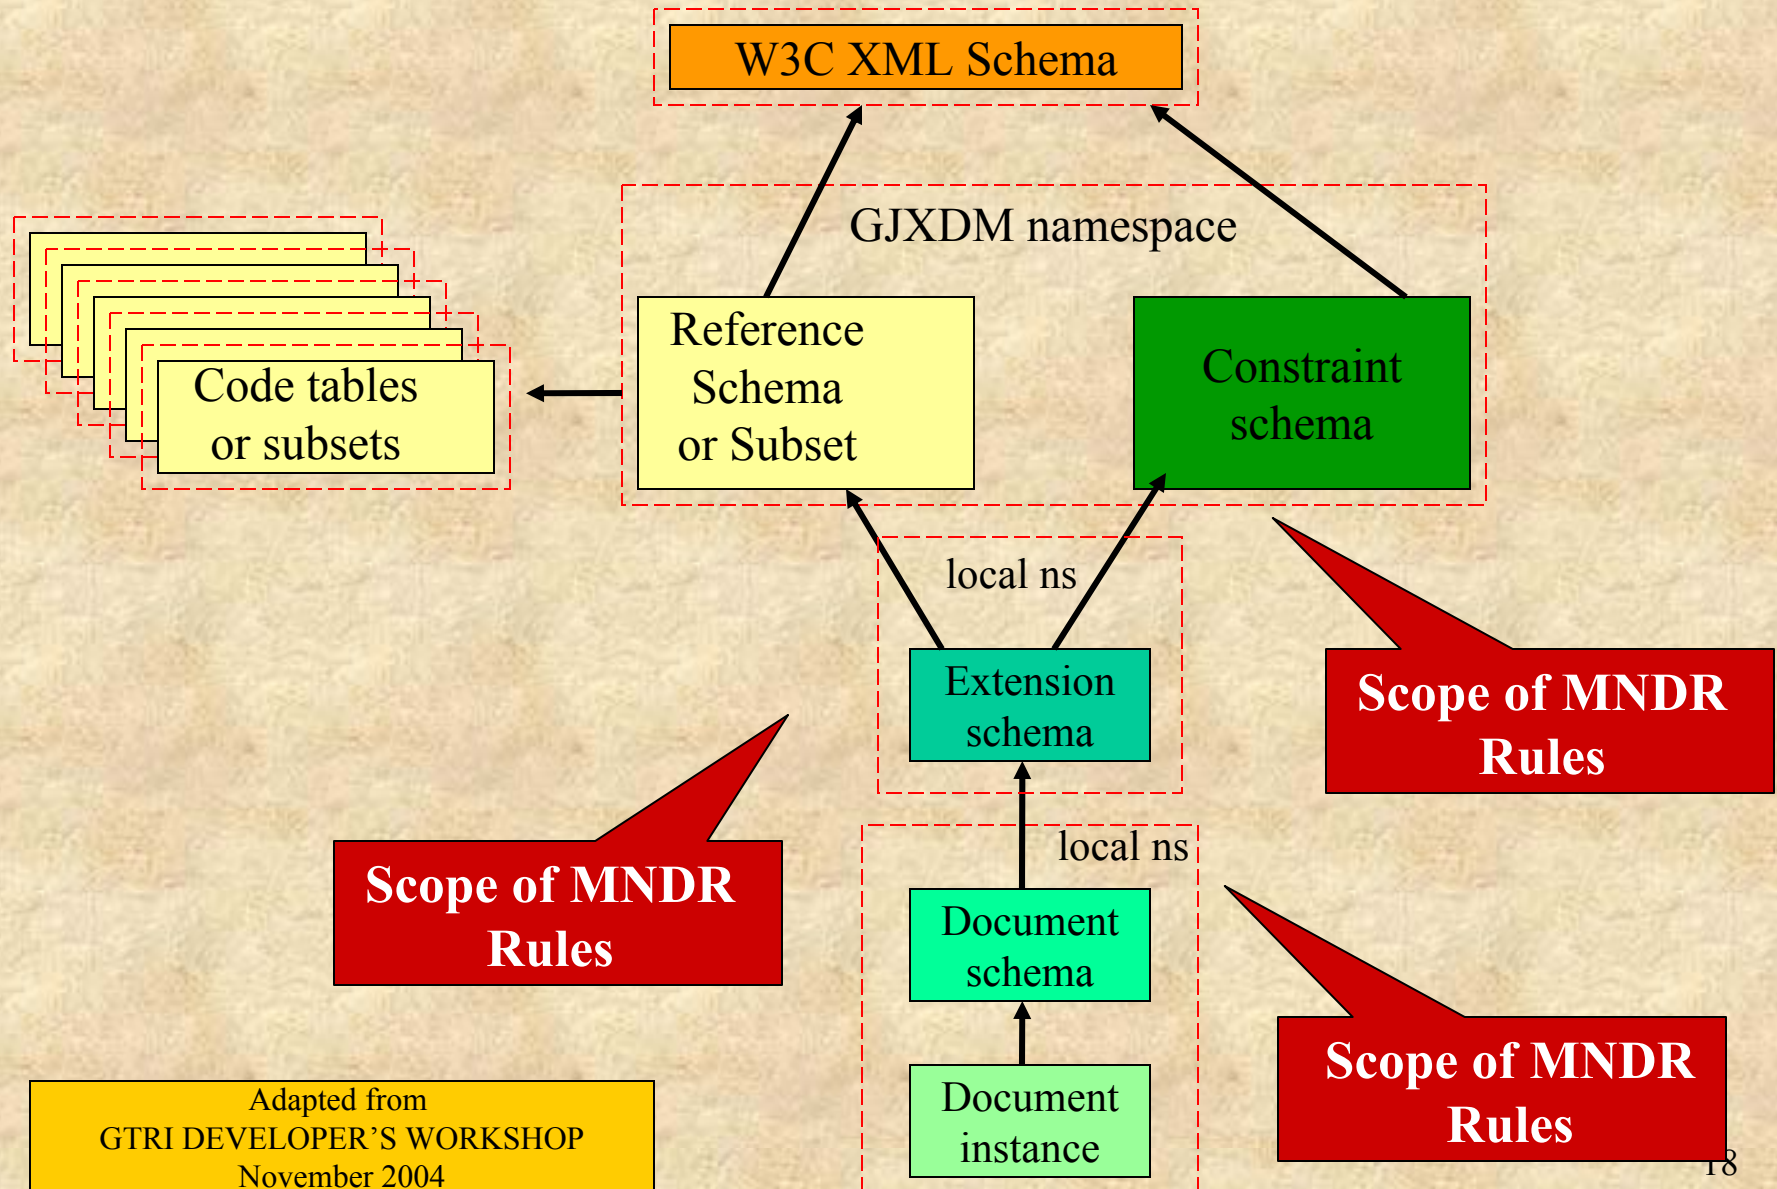 W3C XML Schema
GJXDM namespace
Code tables
or subsets
Reference
Schema
or Subset
Constraint
schema
local ns
Extension
schema
Scope of MNDR
Rules
Scope of MNDR
Rules
local ns
Document
schema
Document
instance
Scope of MNDR
Rules
Adapted from
GTRI DEVELOPER’S WORKSHOP
November 2004
18